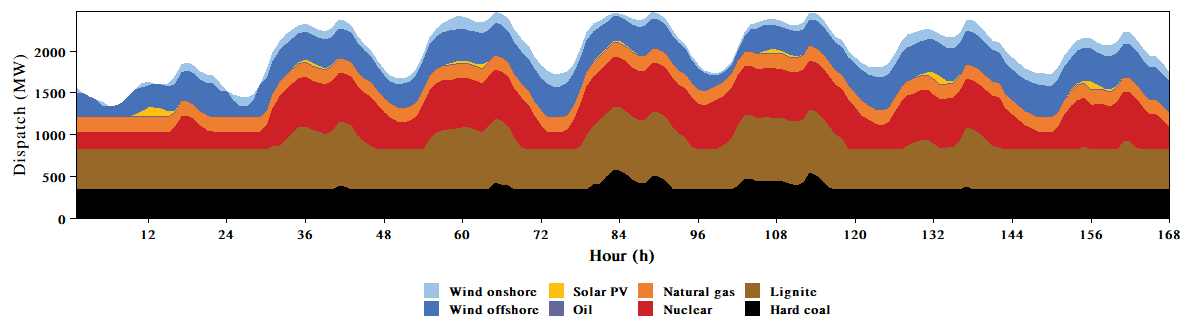 Dispatch (MW)
2000
1500
1000
500
0
12 24 36 48 60 72 84 96 108 120 132 144 156 168
Hour (h)
Wind onshore Solar PV Natural gas Lignite
Wind offshore Oil Nuclear Hard coal